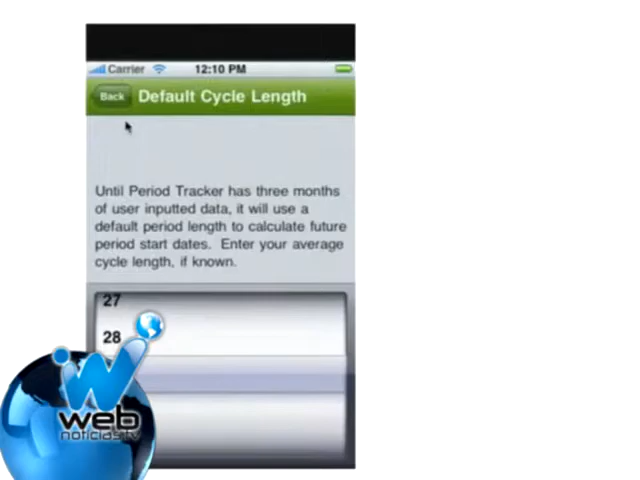 Carrier 12:10 PM
Back Default Cycle Length
Until Period Tracker has three months
of user inputted data, it will use a
default period length to calculate future
period start dates. Enter your average
cycle length, if known.
27
28
web
noticias.tv